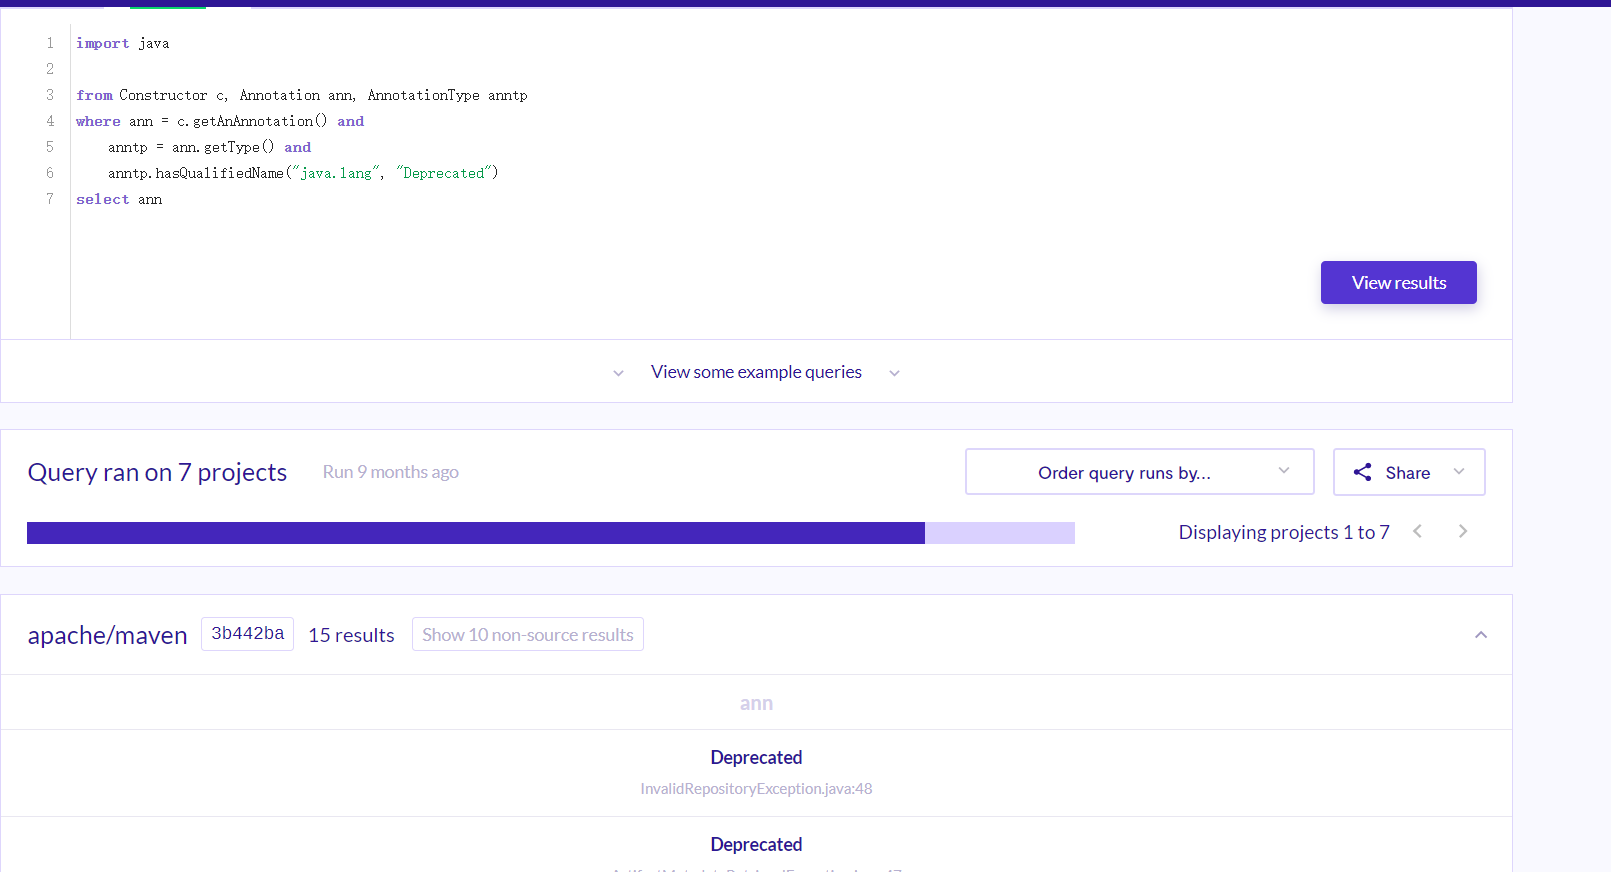 1 import java
2
3 from Constructor c, Annotation ann, AnnotationType anntp
4 where ann = c.getAnAnnotation() and
5 anntp = ann.getType() and
6 anntp.hasQualifiedName("java.lang", "Deprecated")
7 select ann
View results
View some example queries
Query ran on 7 projects Run 9 months ago Order query runs by... Share
Displaying projects 1 to 7
apache/maven 3b442ba 15 results Show 10 non-source results
ann
Deprecated
InvalidRepositoryException.java:48
Deprecated